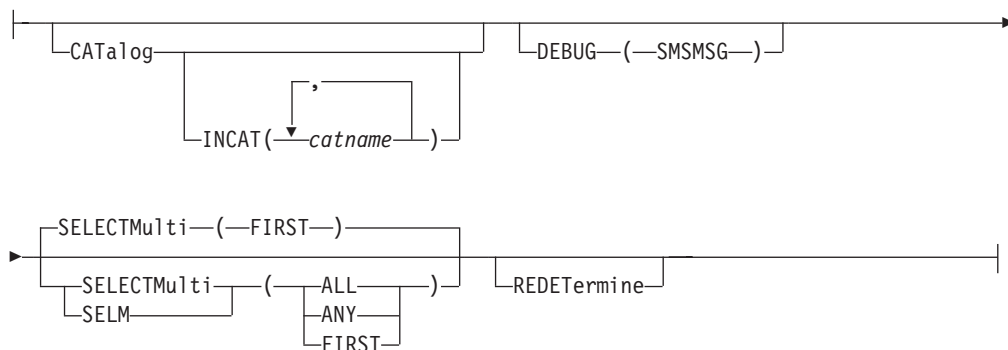 CATalog DEBUG ( SMSMSG )
,
INCAT( catname )
SELECTMulti ( FIRST )
SELECTMulti ( ALL ) REDETermine
SELM ANY
FIRST